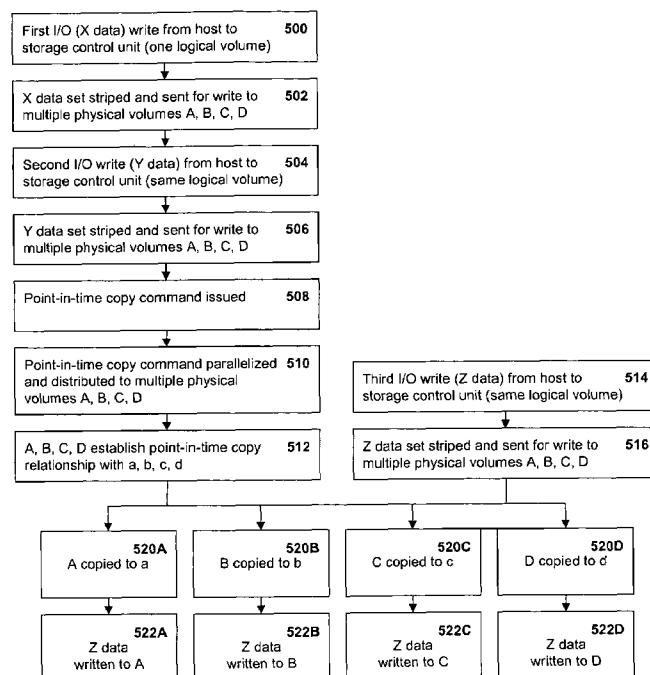 First I/O (X data) write from host to 500
storage control unit (one logical volume)
X data set striped and sent for write to 502
multiple physical volumes A, B, C, D
Second I/O write (Y data) from host to 504
storage control unit (same logical volume)
Y data set striped and sent for write to 506
multiple physical volumes A, B, C, D
Point-in-time copy command issued 508
Point-in-time copy command parallelized 510
and distributed to multiple physical
volumes A, B, C, D
Third I/O write (Z data) from host to 514
storage control unit (same logical volume)
A, B, C, D establish point-in-time copy 512
relationship with a, b, c, d
Z data set striped and sent for write to 516
multiple physical volumes A, B, C, D
520A
A copied to a
520B
B copied to b
520C
C copied to c
520D
D copied to d
522A
Z data
written to A
522B
Z data
written to B
522C
Z data
written to C
522D
Z data
written to D